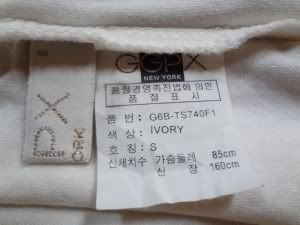 GGPX
NEW YORK
품질경영촉진법에 의한
품 질 표 시
품 번 : G6B-TS740F1
색 상 : IVORY
호 칭 : S
신체치수 가슴둘레 85cm
신 장 160cm
PX
ORK